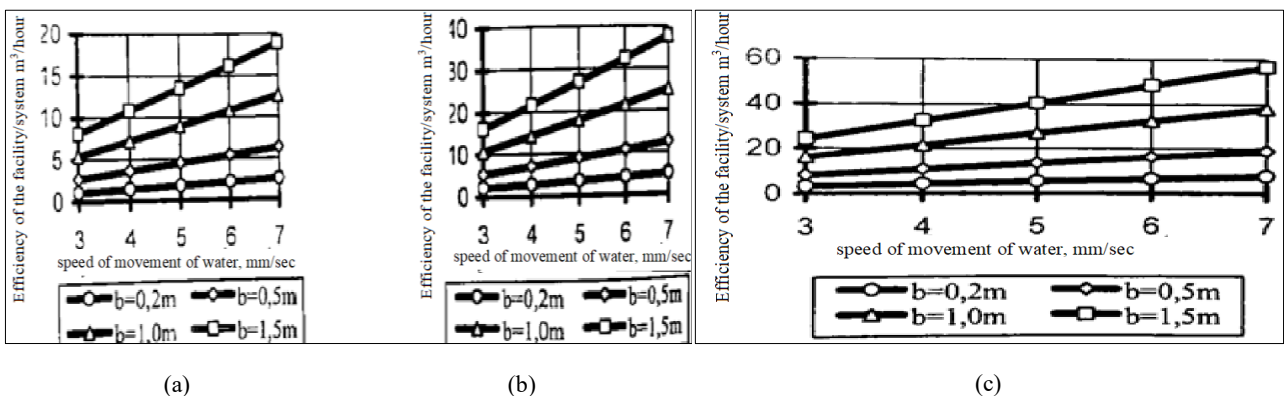 Efficiency of the facility/system m³/hour
20
15
10
5
0
3 4 5 6 7
speed of movement of water, mm/sec
b=0,2m b=0,5m
b=1,0m b=1,5m
(a)
Efficiency of the facility/system m³/hour
40
30
20
10
0
3 4 5 6 7
speed of movement of water, mm/sec
b=0,2m b=0,5m
b=1,0m b=1,5m
(b)
Efficiency of the facility/system m³/hour
60
40
20
0
3 4 5 6 7
speed of movement of water, mm/sec
b=0,2m b=0,5m
b=1,0m b=1,5m
(c)